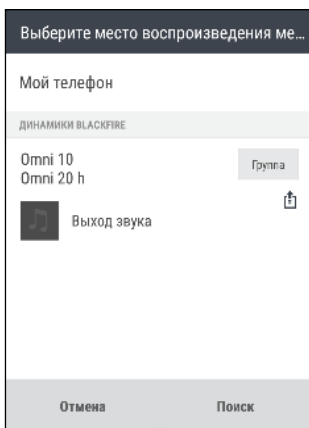 Выберите место воспроизведения ме...
Мой телефон
ДИНАМИКИ BLACKFIRE
Omni 10
Omni 20 h
Группа
Выход звука
Отмена
Поиск